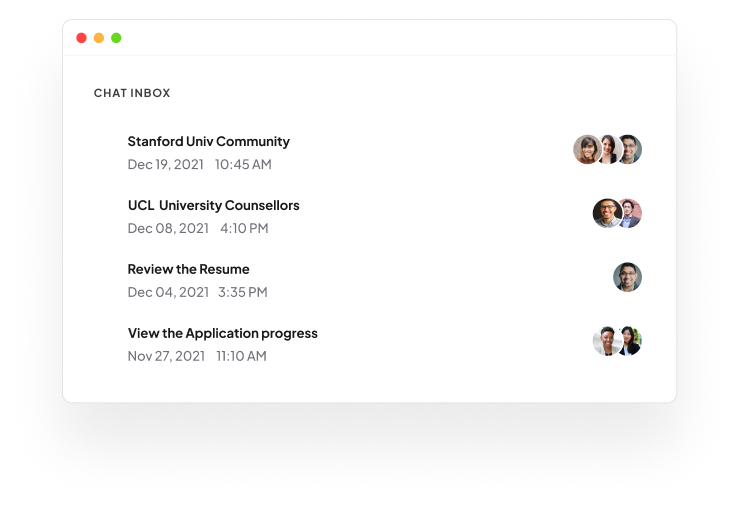 CHAT INBOX
Stanford Univ Community
Dec 19, 2021 10:45 AM
UCL University Counsellors
Dec 08, 2021 4:10 PM
Review the Resume
Dec 04, 2021 3:35 PM
View the Application progress
Nov 27, 2021 11:10 AM